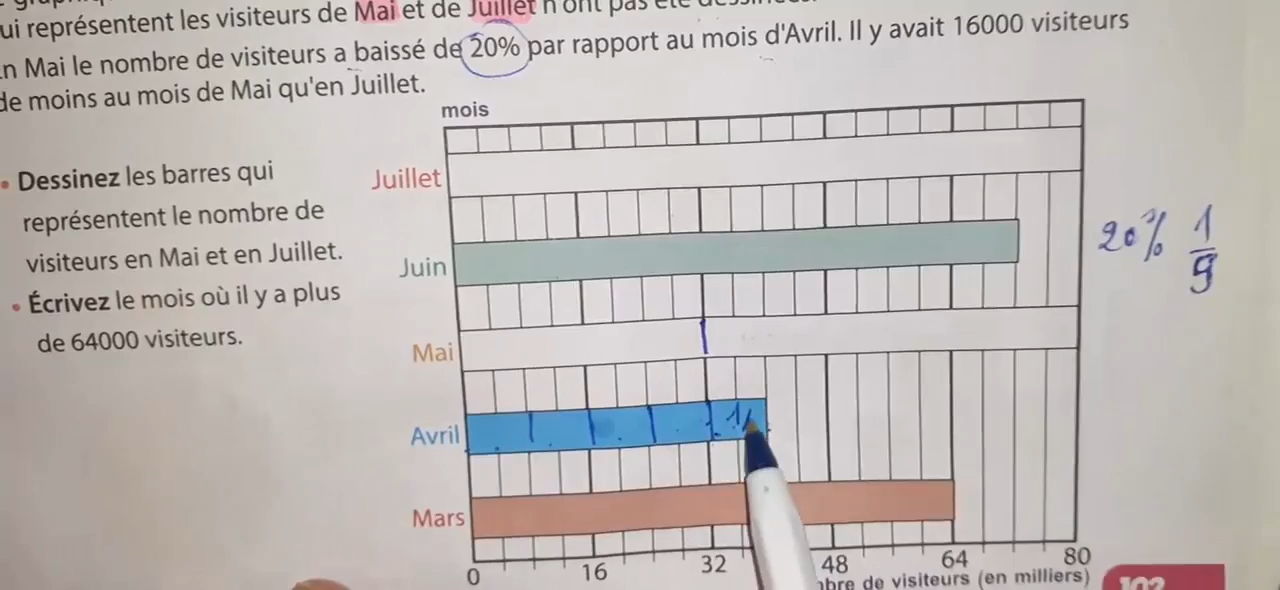 ui représentent les visiteurs de Mai et de Juillet n'ont pas été
n Mai le nombre de visiteurs a baissé de 20% par rapport au mois d'Avril. Il y avait 16000 visiteurs
de moins au mois de Mai qu'en Juillet.
• Dessinez les barres qui
représentent le nombre de
visiteurs en Mai et en Juillet.
• Écrivez le mois où il y a plus
de 64000 visiteurs.
mois
Juillet
Juin
Mai
Avril
Mars
0 16 32 48 64 80
bre de visiteurs (en milliers)
20% 1/5
103